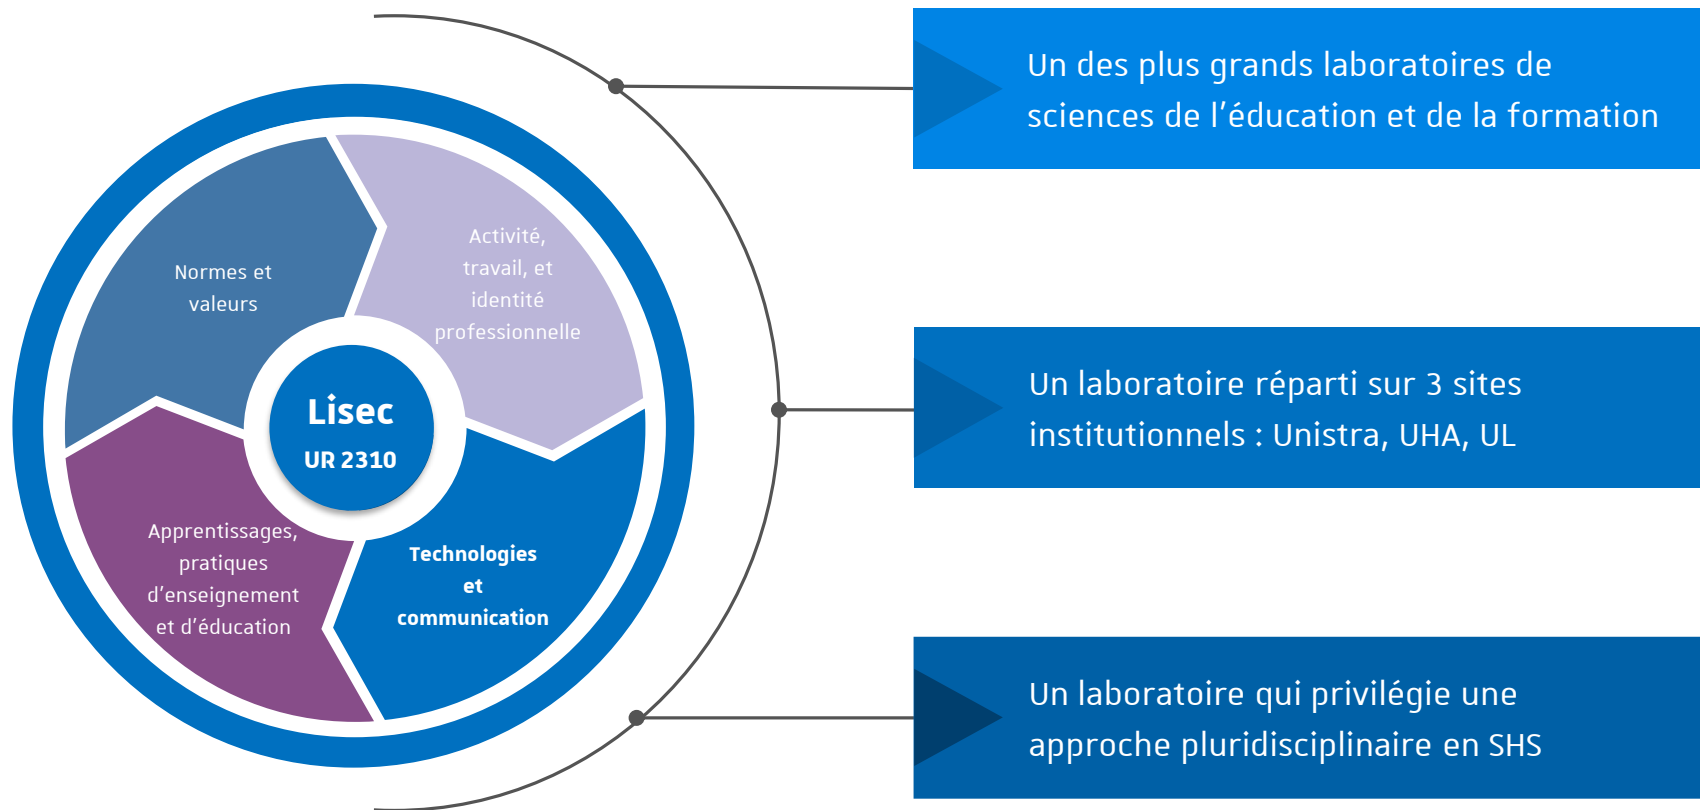 Normes et
valeurs
Activité,
travail, et
identité
professionnelle
Lisec
UR 2310
Apprentissages,
pratiques
d’enseignement
et d’éducation
Technologies
et
communication
Un des plus grands laboratoires de
sciences de l’éducation et de la formation
Un laboratoire réparti sur 3 sites
institutionnels : Unistra, UHA, UL
Un laboratoire qui privilégie une
approche pluridisciplinaire en SHS